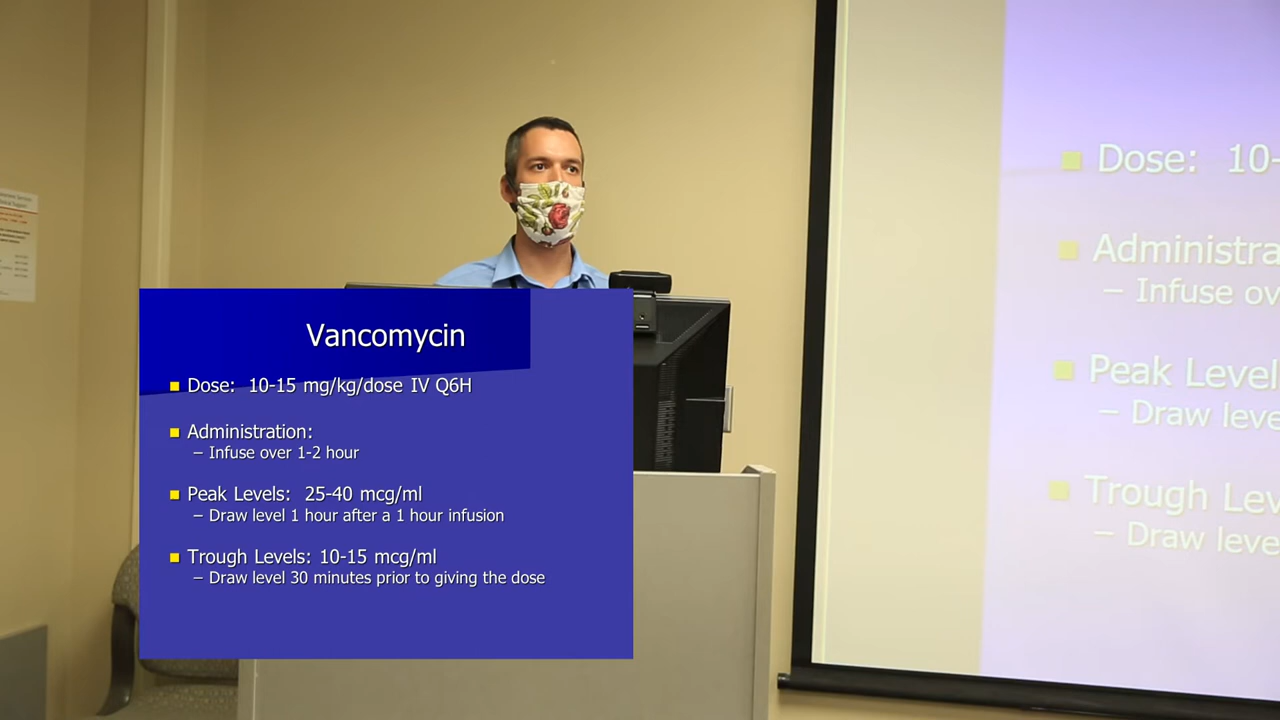 Vancomycin
Dose: 10-15 mg/kg/dose IV Q6H
Administration:
– Infuse over 1-2 hour
Peak Levels: 25-40 mcg/ml
– Draw level 1 hour after a 1 hour infusion
Trough Levels: 10-15 mcg/ml
– Draw level 30 minutes prior to giving the dose
Dose: 10-
Administra
– Infuse ov
Peak Level
– Draw leve
Trough Lev
– Draw leve